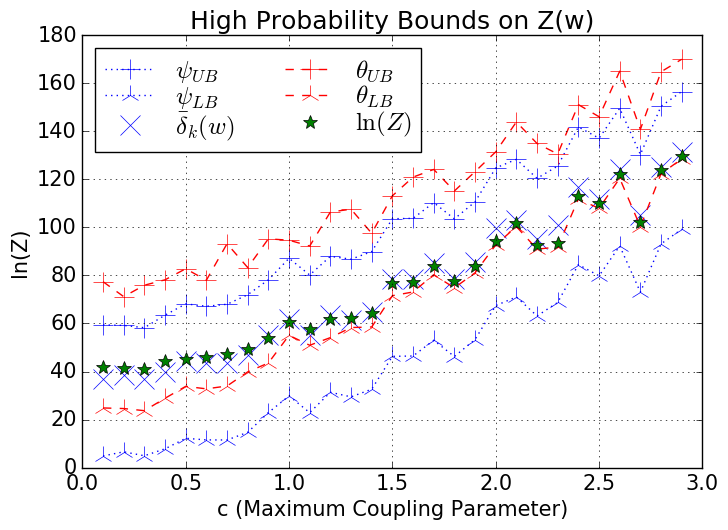 High Probability Bounds on Z(w)
ln(Z)
180
160
140
120
100
80
60
40
20
0
ψ_UB
ψ_LB
δ̄_k(w)
θ_UB
θ_LB
ln(Z)
0.0 0.5 1.0 1.5 2.0 2.5 3.0
c (Maximum Coupling Parameter)